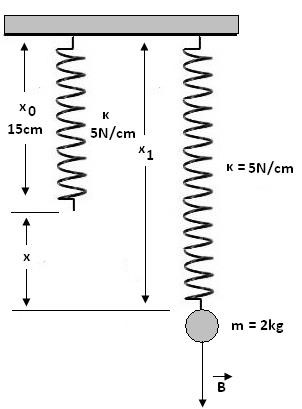 x0
15cm
к
5N/cm
x1
к = 5N/cm
x
m = 2kg
B